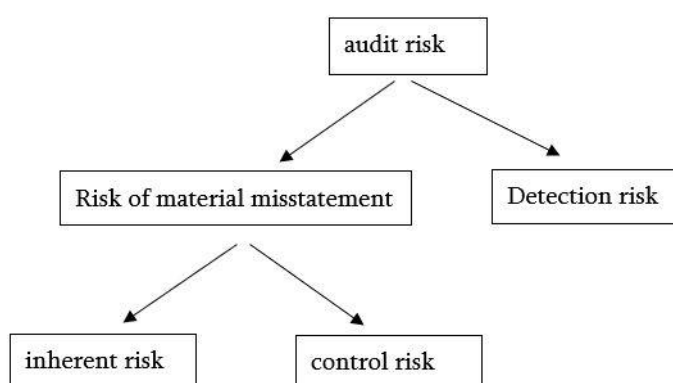 audit risk
Risk of material misstatement
Detection risk
inherent risk
control risk